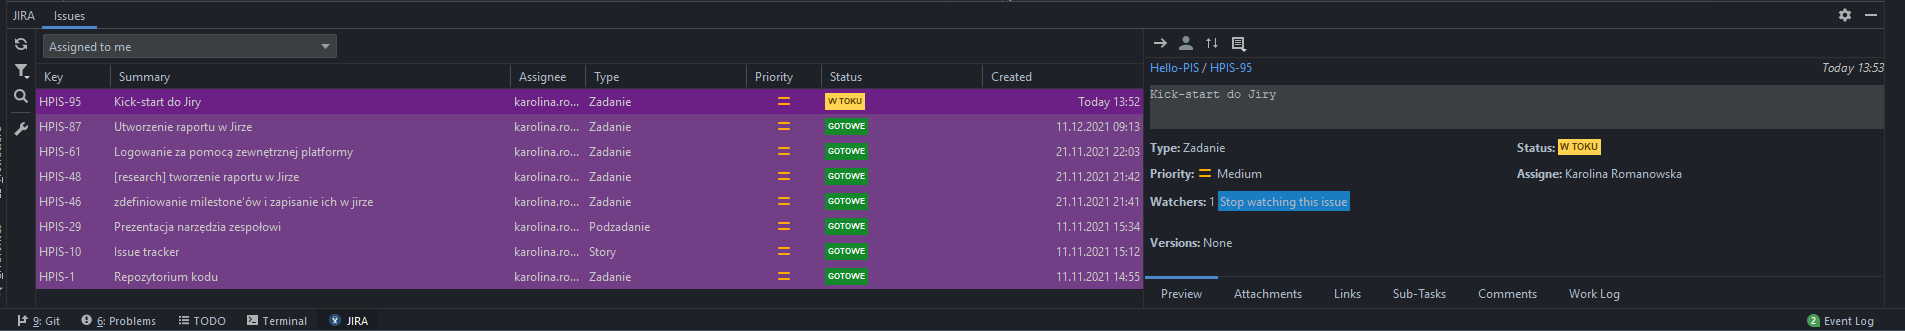 JIRA Issues
Assigned to me
Key Summary Assignee Type Priority Status Created
HPIS-95 Kick-start do Jiry karolina.ro... Zadanie W TOKU Today 13:52
HPIS-87 Utworzenie raportu w Jirze karolina.ro... Zadanie GOTOWE 11.12.2021 09:13
HPIS-61 Logowanie za pomocą zewnętrznej platformy karolina.ro... Zadanie GOTOWE 21.11.2021 22:03
HPIS-48 [research] tworzenie raportu w Jirze karolina.ro... Zadanie GOTOWE 21.11.2021 21:42
HPIS-46 zdefiniowanie milestone'ów i zapisanie ich w jirze karolina.ro... Zadanie GOTOWE 21.11.2021 21:41
HPIS-29 Prezentacja narzędzia zespołowi karolina.ro... Podzadanie GOTOWE 11.11.2021 15:34
HPIS-10 Issue tracker karolina.ro... Story GOTOWE 11.11.2021 15:12
HPIS-1 Repozytorium kodu karolina.ro... Zadanie GOTOWE 11.11.2021 14:55
Hello-PIS / HPIS-95 Today 13:53
Kick-start do Jiry
Type: Zadanie Status: W TOKU
Priority: Medium Assigne: Karolina Romanowska
Watchers: 1 Stop watching this issue
Versions: None
Preview Attachments Links Sub-Tasks Comments Work Log
9: Git 6: Problems TODO Terminal JIRA 2 Event Log